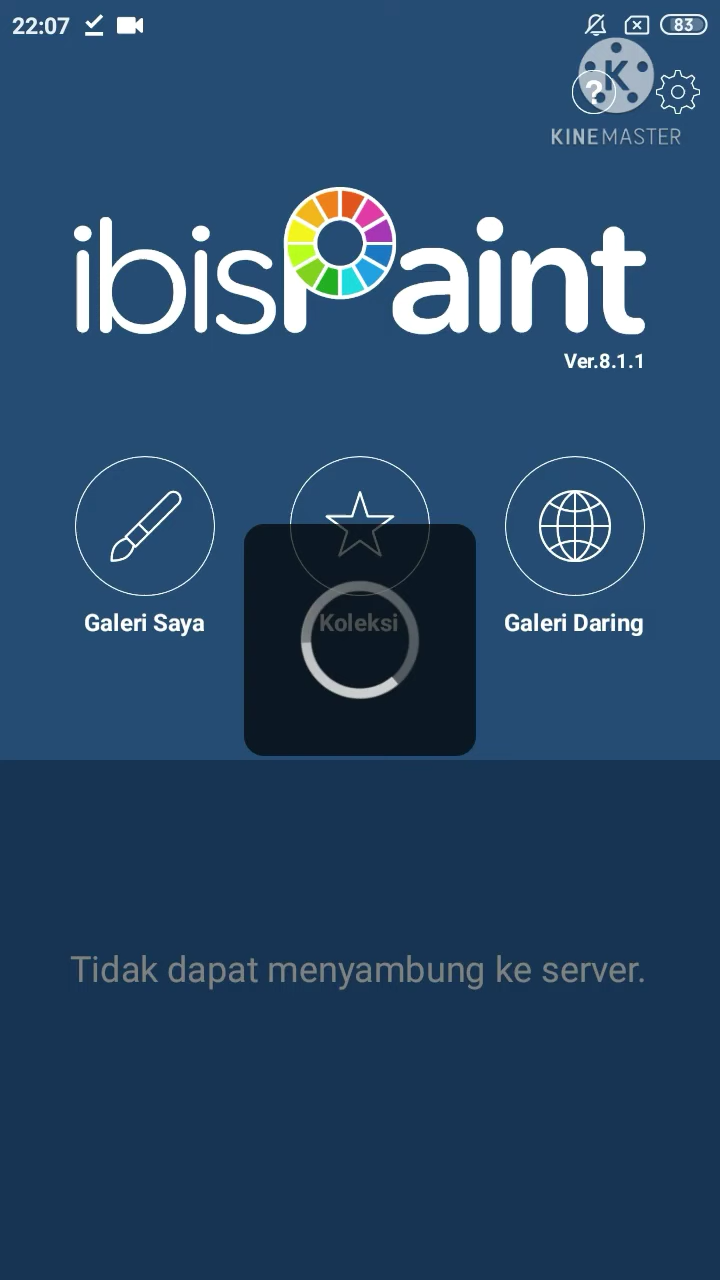 22:07
83
?
K
KINEMASTER
ibisPaint
Ver.8.1.1
Galeri Saya
Koleksi
Galeri Daring
Tidak dapat menyambung ke server.